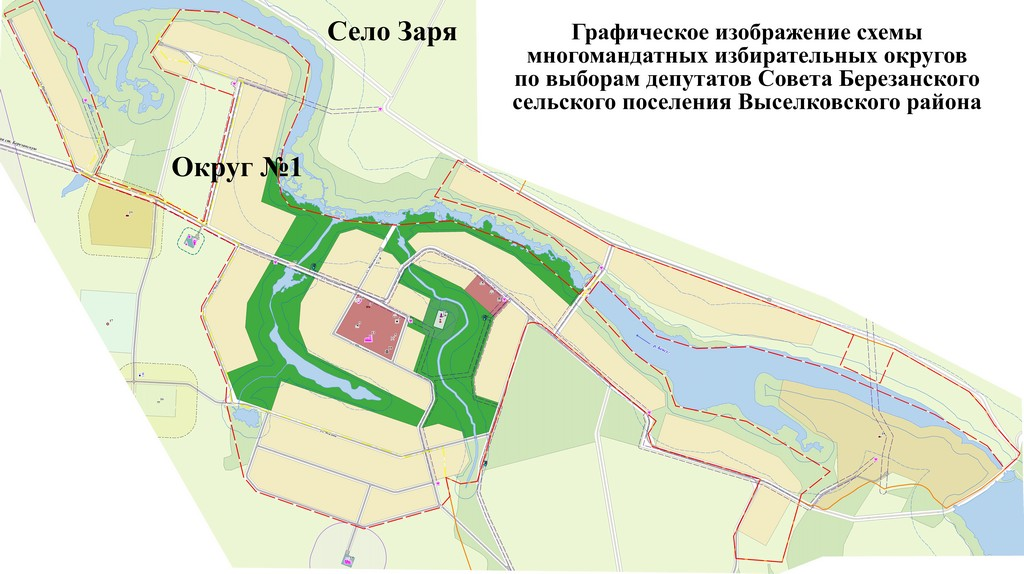 Село Заря
Графическое изображение схемы
многомандатных избирательных округов
по выборам депутатов Совета Березанского
сельского поселения Выселковского района
Округ №1